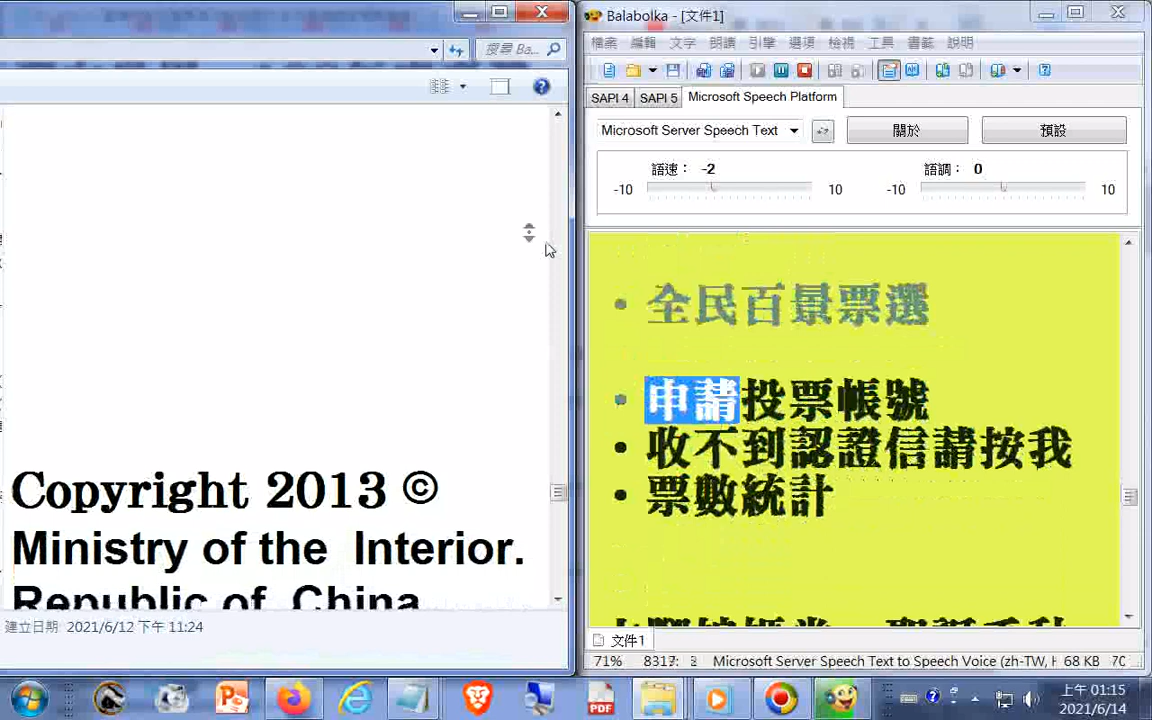 搜尋 Ba...
Copyright 2013 ©
Ministry of the Interior.
Republic of China
建立日期: 2021/6/12 下午 11:24
Balabolka - [文件1]
檔案 編輯 文字 朗讀 引擎 選項 檢視 工具 書籤 說明
SAPI 4 SAPI 5 Microsoft Speech Platform
Microsoft Server Speech Text 關於 預設
語速： -2 語調： 0
-10 10 -10 10
• 全民百景票選
• 申請投票帳號
• 收不到認證信請按我
• 票數統計
文件1
71% 8317: Microsoft Server Speech Text to Speech Voice (zh-TW, H 68 KB
PDF
上午 01:15
2021/6/14